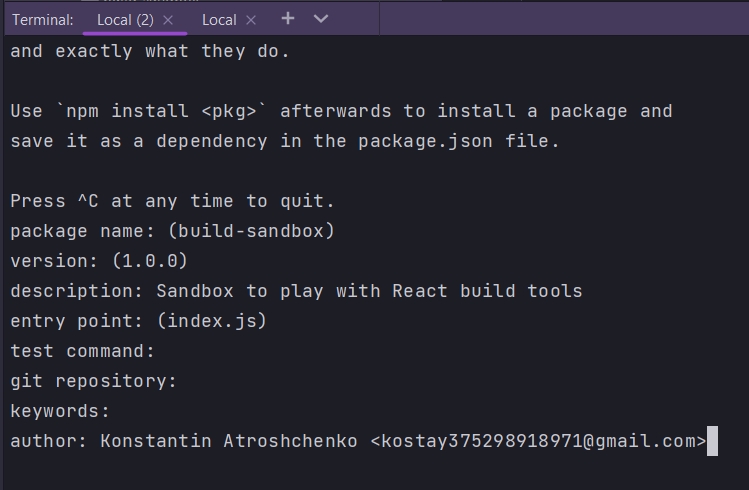 Terminal: Local (2) × Local × +
and exactly what they do.
Use `npm install <pkg>` afterwards to install a package and
save it as a dependency in the package.json file.
Press ^C at any time to quit.
package name: (build-sandbox)
version: (1.0.0)
description: Sandbox to play with React build tools
entry point: (index.js)
test command:
git repository:
keywords:
author: Konstantin Atroshchenko <kostay375298918971@gmail.com>